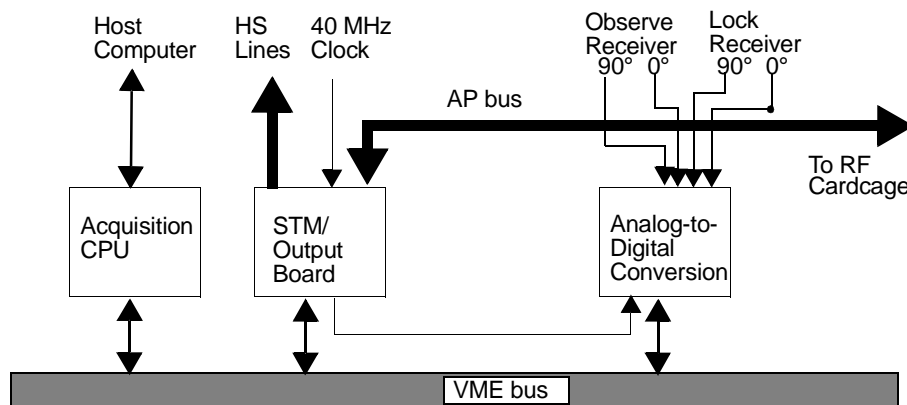 Host
Computer
HS
Lines
40 MHz
Clock
Observe
Receiver
90° 0°
Lock
Receiver
90° 0°
AP bus
To RF
Cardcage
Acquisition
CPU
STM/
Output
Board
Analog-to-
Digital
Conversion
VME bus